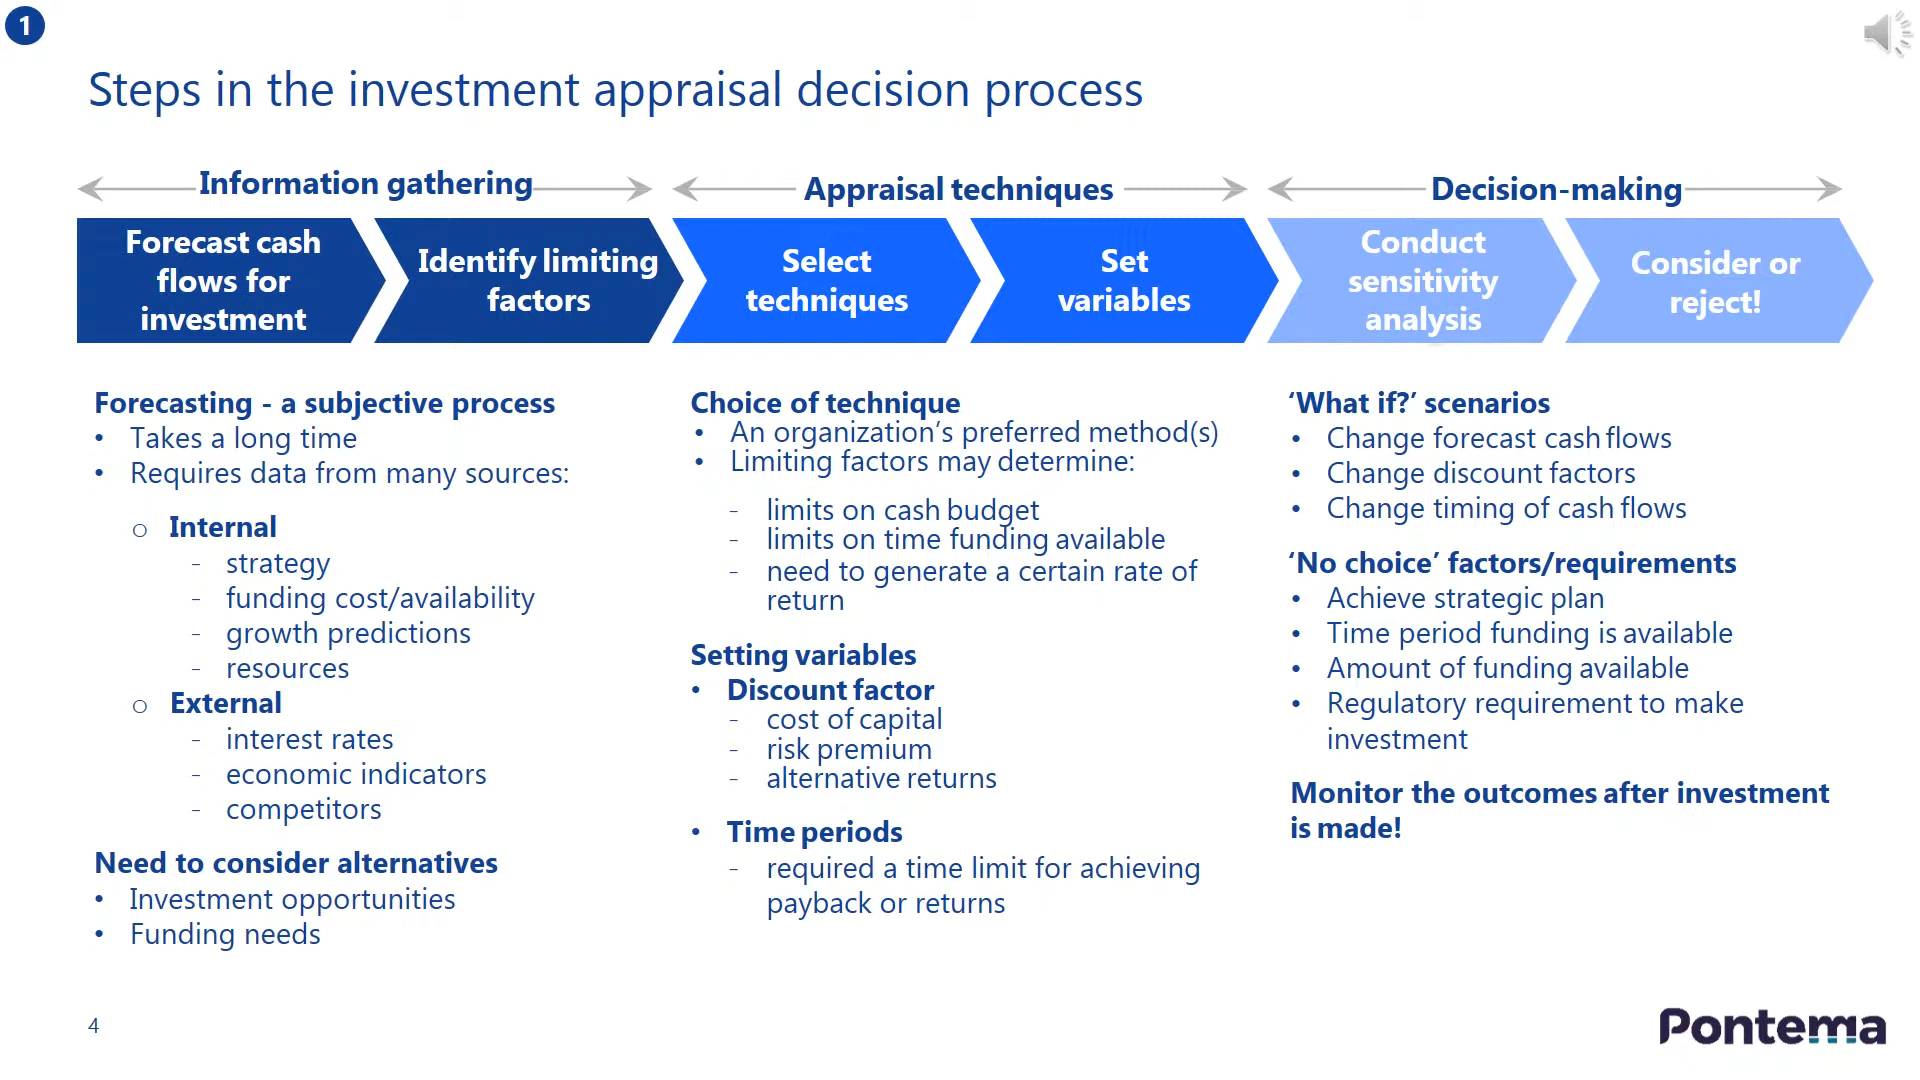 1
Steps in the investment appraisal decision process
Information gathering
Appraisal techniques
Decision-making
Forecast cash
flows for
investment
Identify limiting
factors
Select
techniques
Set
variables
Conduct
sensitivity
analysis
Consider or
reject!
Forecasting - a subjective process
• Takes a long time
• Requires data from many sources:
o Internal
- strategy
- funding cost/availability
- growth predictions
- resources
o External
- interest rates
- economic indicators
- competitors
Need to consider alternatives
• Investment opportunities
• Funding needs
Choice of technique
• An organization's preferred method(s)
• Limiting factors may determine:
- limits on cash budget
- limits on time funding available
- need to generate a certain rate of
return
Setting variables
• Discount factor
- cost of capital
- risk premium
- alternative returns
• Time periods
- required a time limit for achieving
payback or returns
‘What if?’ scenarios
• Change forecast cash flows
• Change discount factors
• Change timing of cash flows
‘No choice’ factors/requirements
• Achieve strategic plan
• Time period funding is available
• Amount of funding available
• Regulatory requirement to make
investment
Monitor the outcomes after investment
is made!
4
Pontema